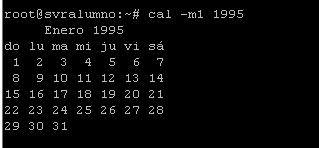 root@svralumno:~# cal -m1 1995
Enero 1995
do lu ma mi ju vi sá
1 2 3 4 5 6 7
8 9 10 11 12 13 14
15 16 17 18 19 20 21
22 23 24 25 26 27 28
29 30 31